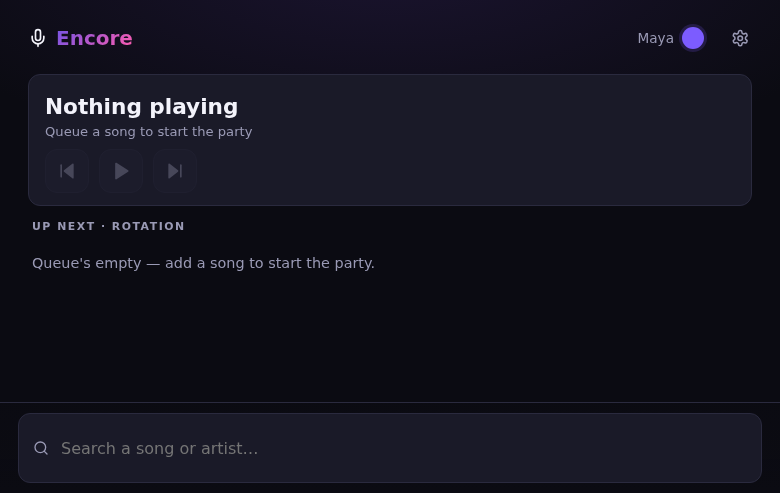 Encore
Maya
Nothing playing
Queue a song to start the party
UP NEXT · ROTATION
Queue's empty — add a song to start the party.
Search a song or artist…